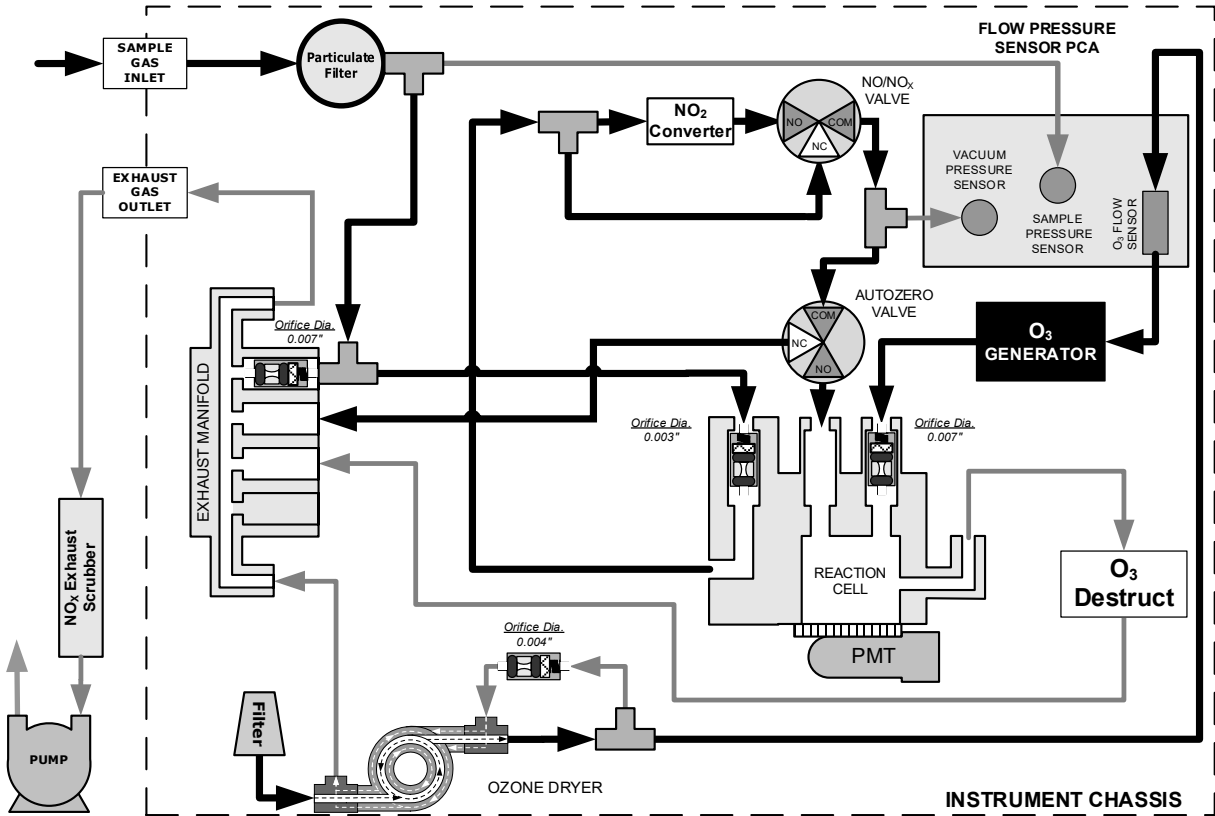 SAMPLE
GAS
INLET
Particulate
Filter
FLOW PRESSURE
SENSOR PCA
NO/NOX
VALVE
NO2
Converter
NO
COM
NC
VACUUM
PRESSURE
SENSOR
SAMPLE
PRESSURE
SENSOR
O3 FLOW
SENSOR
EXHAUST
GAS
OUTLET
AUTOZERO
VALVE
COM
NC
NO
O3
GENERATOR
Orifice Dia.
0.007"
EXHAUST MANIFOLD
Orifice Dia.
0.003"
Orifice Dia.
0.007"
NOX Exhaust
Scrubber
REACTION
CELL
O3
Destruct
PMT
Orifice Dia.
0.004"
Filter
PUMP
OZONE DRYER
INSTRUMENT CHASSIS